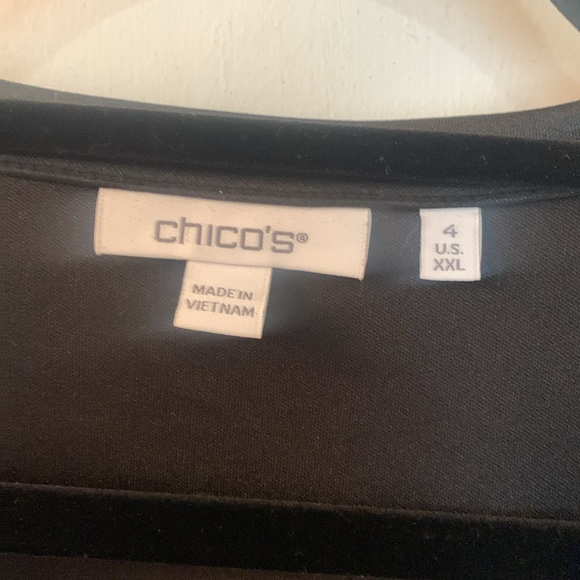 chico's®
MADE IN
VIETNAM
4
U.S.
XXL